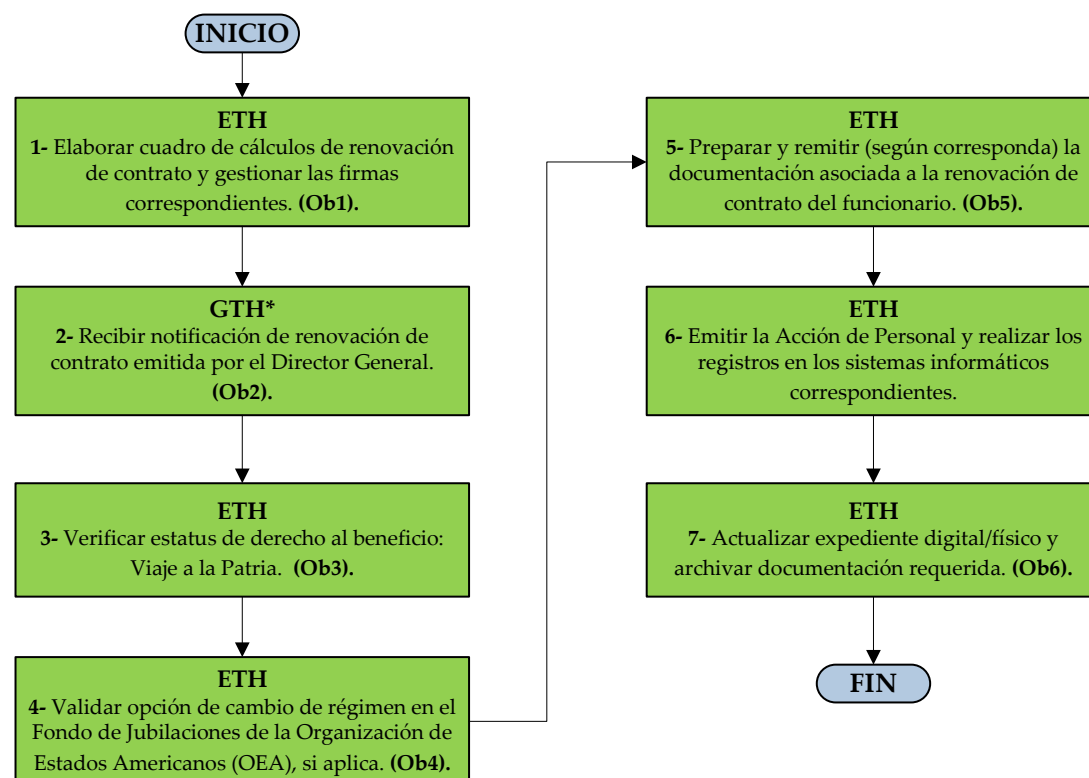 INICIO
ETH
1- Elaborar cuadro de cálculos de renovación
de contrato y gestionar las firmas
correspondientes. (Ob1).
GTH*
2- Recibir notificación de renovación de
contrato emitida por el Director General.
(Ob2).
ETH
3- Verificar estatus de derecho al beneficio:
Viaje a la Patria. (Ob3).
ETH
4- Validar opción de cambio de régimen en el
Fondo de Jubilaciones de la Organización de
Estados Americanos (OEA), si aplica. (Ob4).
ETH
5- Preparar y remitir (según corresponda) la
documentación asociada a la renovación de
contrato del funcionario. (Ob5).
ETH
6- Emitir la Acción de Personal y realizar los
registros en los sistemas informáticos
correspondientes.
ETH
7- Actualizar expediente digital/físico y
archivar documentación requerida. (Ob6).
FIN